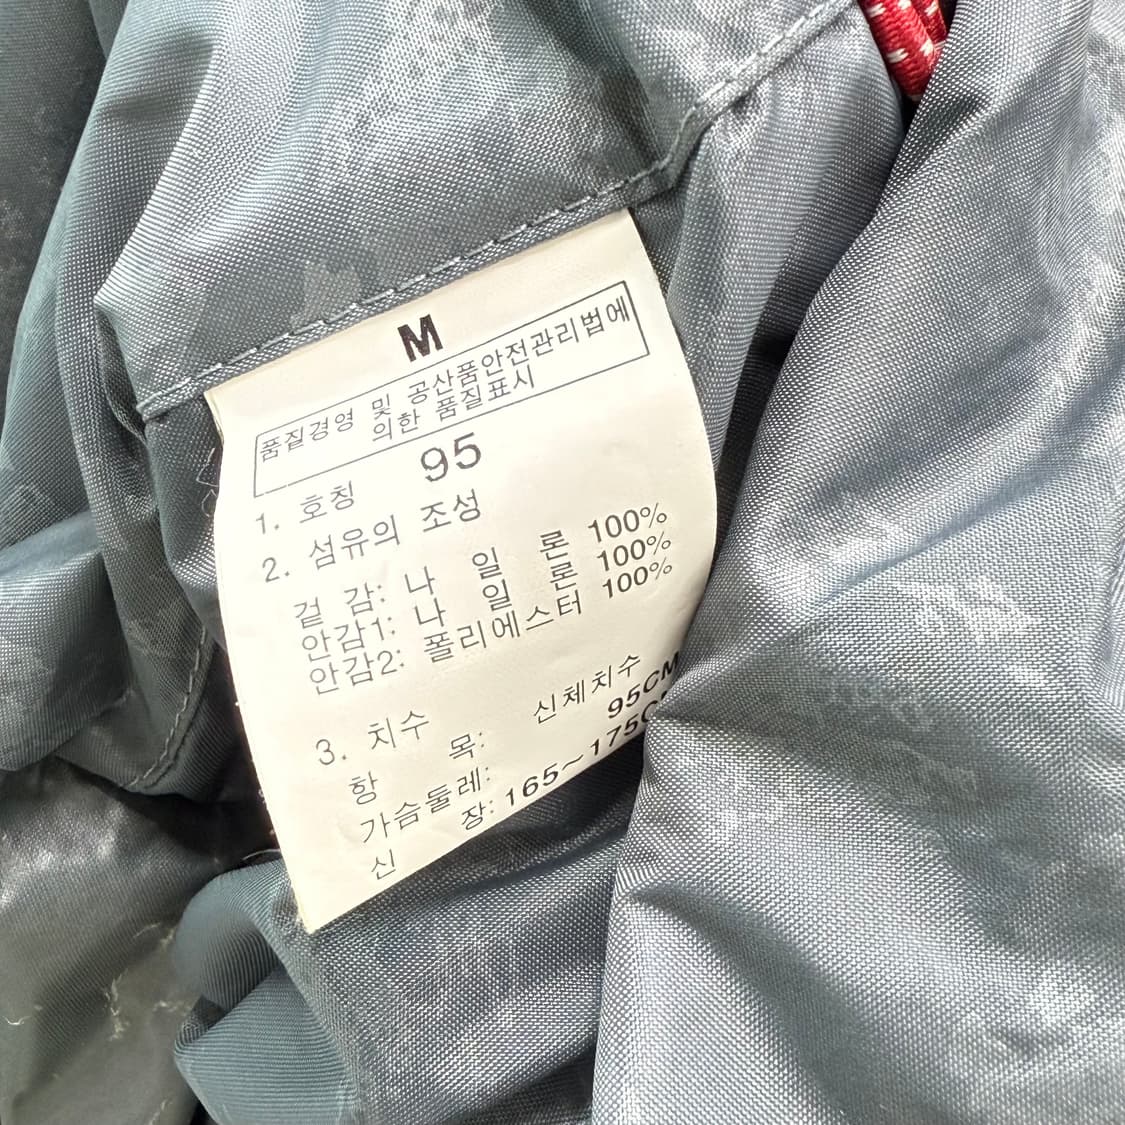 M
품질경영 및 공산품안전관리법에
의한 품질표시
1. 호칭 95
2. 섬유의 조성
겉 감: 나 일 론 100%
안감1: 나 일 론 100%
안감2: 폴리에스터 100%
3. 치수
항 목: 신체치수
가슴둘레: 95CM
신 장: 165~175C